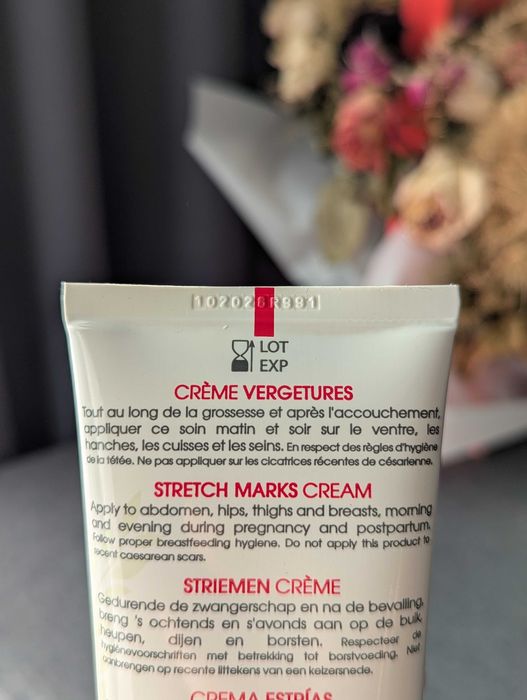 102026R991
LOT
EXP
CRÈME VERGETURES
Tout au long de la grossesse et après l'accouchement,
appliquer ce soin matin et soir sur le ventre, les
hanches, les cuisses et les seins. En respect des règles d'hygiène
de la tétée. Ne pas appliquer sur les cicatrices récentes de césarienne.
STRETCH MARKS CREAM
Apply to abdomen, hips, thighs and breasts, morning
and evening during pregnancy and postpartum.
Follow proper breastfeeding hygiene. Do not apply this product to
recent caesarean scars.
STRIEMEN CRÈME
Gedurende de zwangerschap en na de bevalling,
breng 's ochtends en s'avonds aan op de buik,
heupen, dijen en borsten. Respecteer de
hygiënevoorschriften met betrekking tot borstvoeding. Niet
aanbrengen op recente littekens van een keizersnede.
CREMA ESTRÍAS